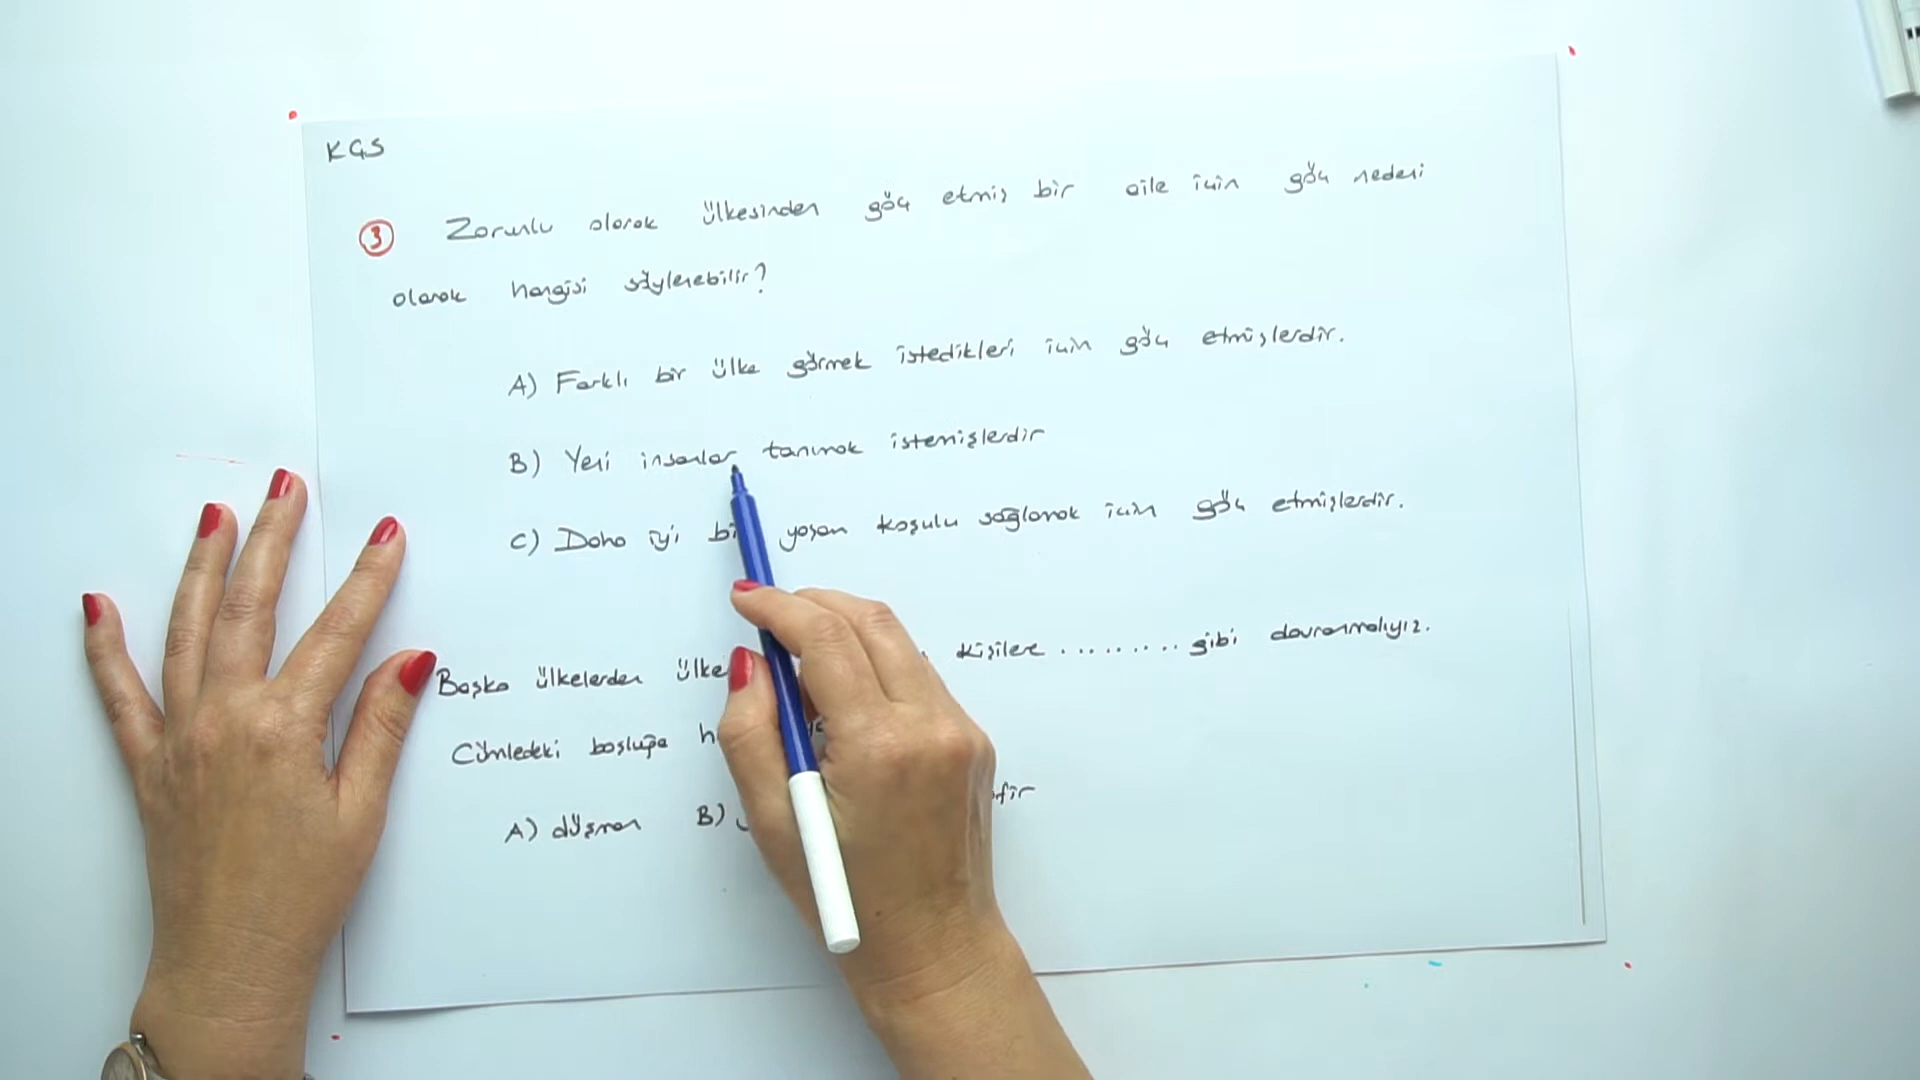 KGS
3 Zorunlu olarak ülkesinden göç etmiş bir aile için göç nedeni
olarak hangisi söylenebilir?
A) Farklı bir ülke görmek istedikleri için göç etmişlerdir.
B) Yeni insanlar tanımak istemişlerdir
C) Daha iyi yaşam koşulu sağlamak için göç etmişlerdir.
Başka ülkelerden kişilere ......... gibi davranmalıyız.
Cümledeki boşluğa
A) düşman B)